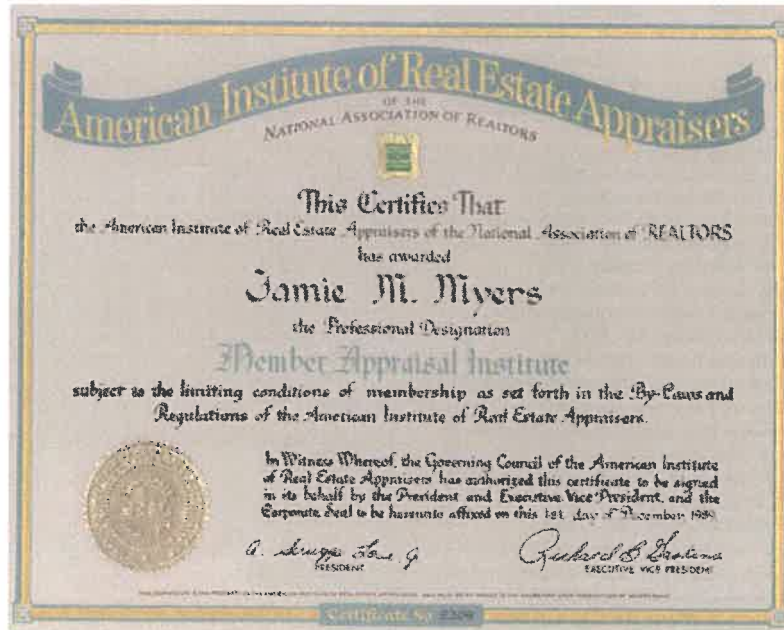 American Institute of Real Estate Appraisers
OF THE
NATIONAL ASSOCIATION OF REALTORS
This Certifies That
the American Institute of Real Estate Appraisers of the National Association of REALTORS
has awarded
Jamie M. Myers
the Professional Designation
Member Appraisal Institute
subject to the limiting conditions of membership as set forth in the By-Laws and
Regulations of the American Institute of Real Estate Appraisers.
In Witness Whereof, the Governing Council of the American Institute
of Real Estate Appraisers has authorized this certificate to be signed
in its behalf by the President and Executive Vice President, and the
Corporate Seal to be hereunto affixed on this 1st day of December 1989.
PRESIDENT
EXECUTIVE VICE PRESIDENT
Certificate No